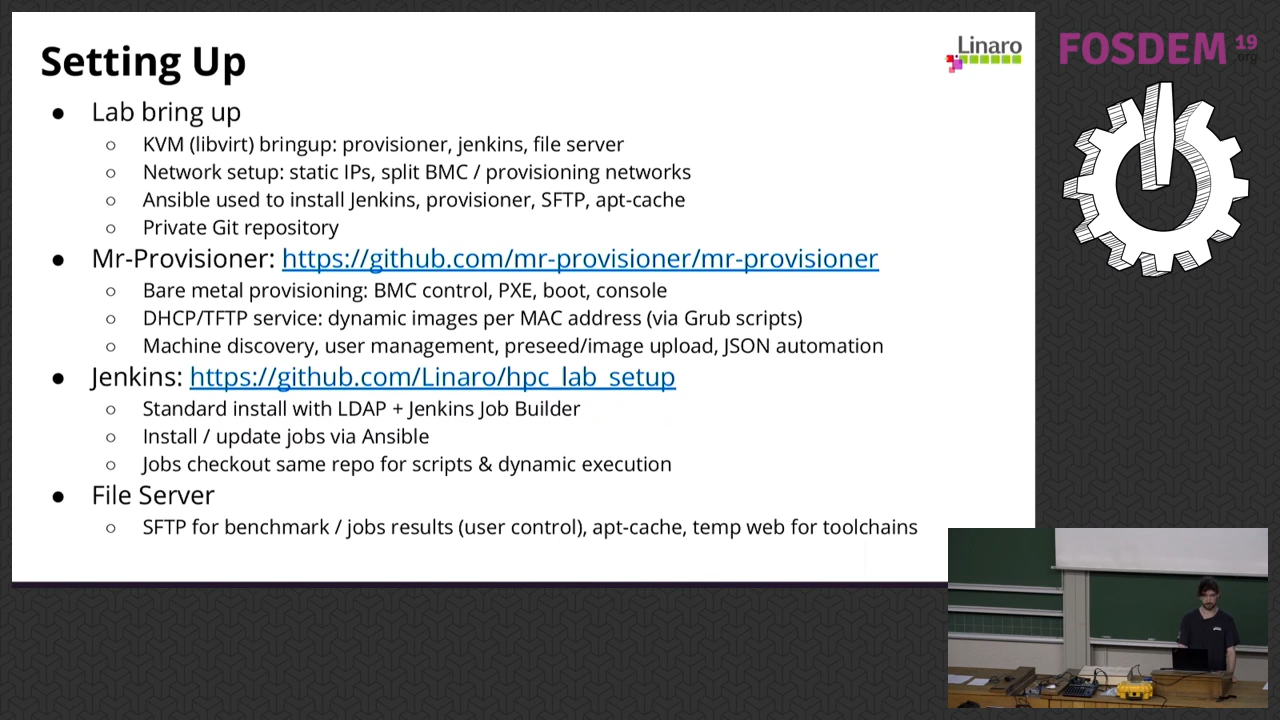 Setting Up
Linaro
FOSDEM 19
.org
● Lab bring up
○ KVM (libvirt) bringup: provisioner, jenkins, file server
○ Network setup: static IPs, split BMC / provisioning networks
○ Ansible used to install Jenkins, provisioner, SFTP, apt-cache
○ Private Git repository
● Mr-Provisioner: https://github.com/mr-provisioner/mr-provisioner
○ Bare metal provisioning: BMC control, PXE, boot, console
○ DHCP/TFTP service: dynamic images per MAC address (via Grub scripts)
○ Machine discovery, user management, preseed/image upload, JSON automation
● Jenkins: https://github.com/Linaro/hpc_lab_setup
○ Standard install with LDAP + Jenkins Job Builder
○ Install / update jobs via Ansible
○ Jobs checkout same repo for scripts & dynamic execution
● File Server
○ SFTP for benchmark / jobs results (user control), apt-cache, temp web for toolchains